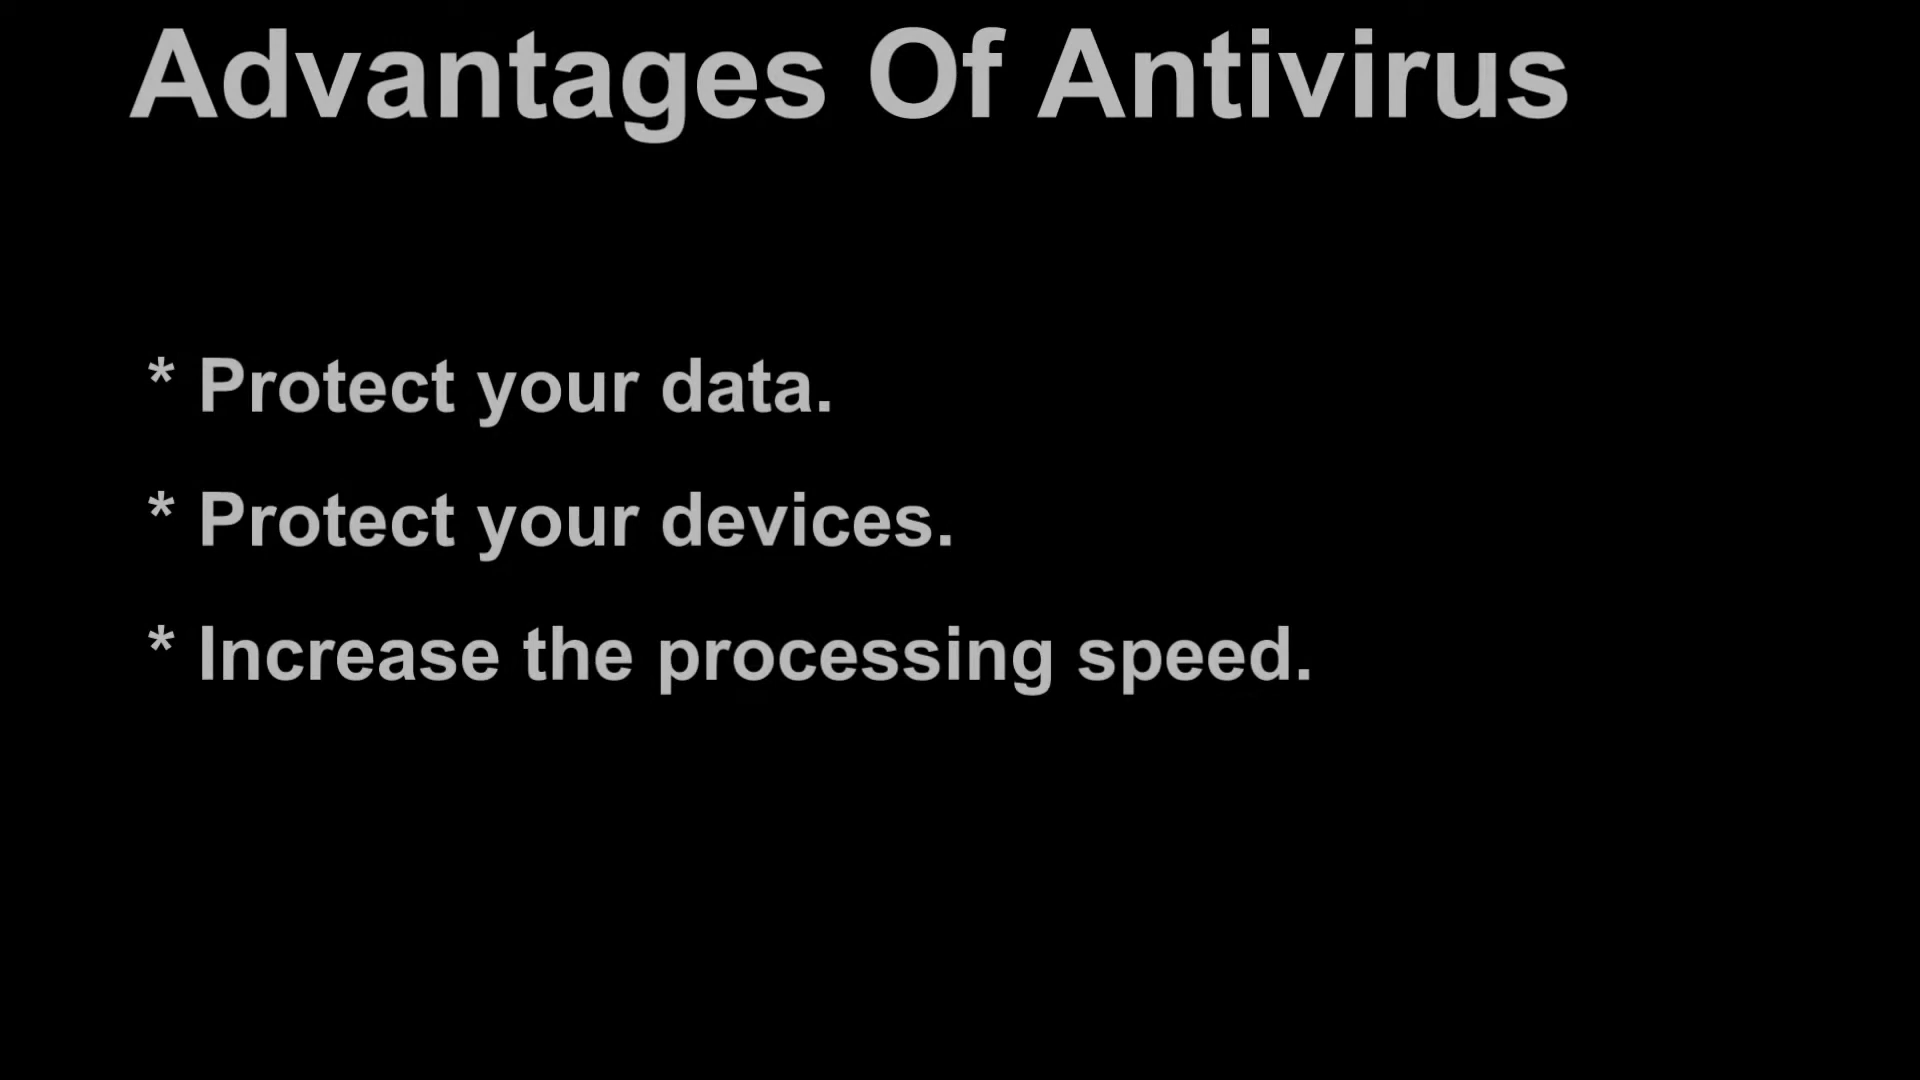 Advantages Of Antivirus
* Protect your data.
* Protect your devices.
* Increase the processing speed.